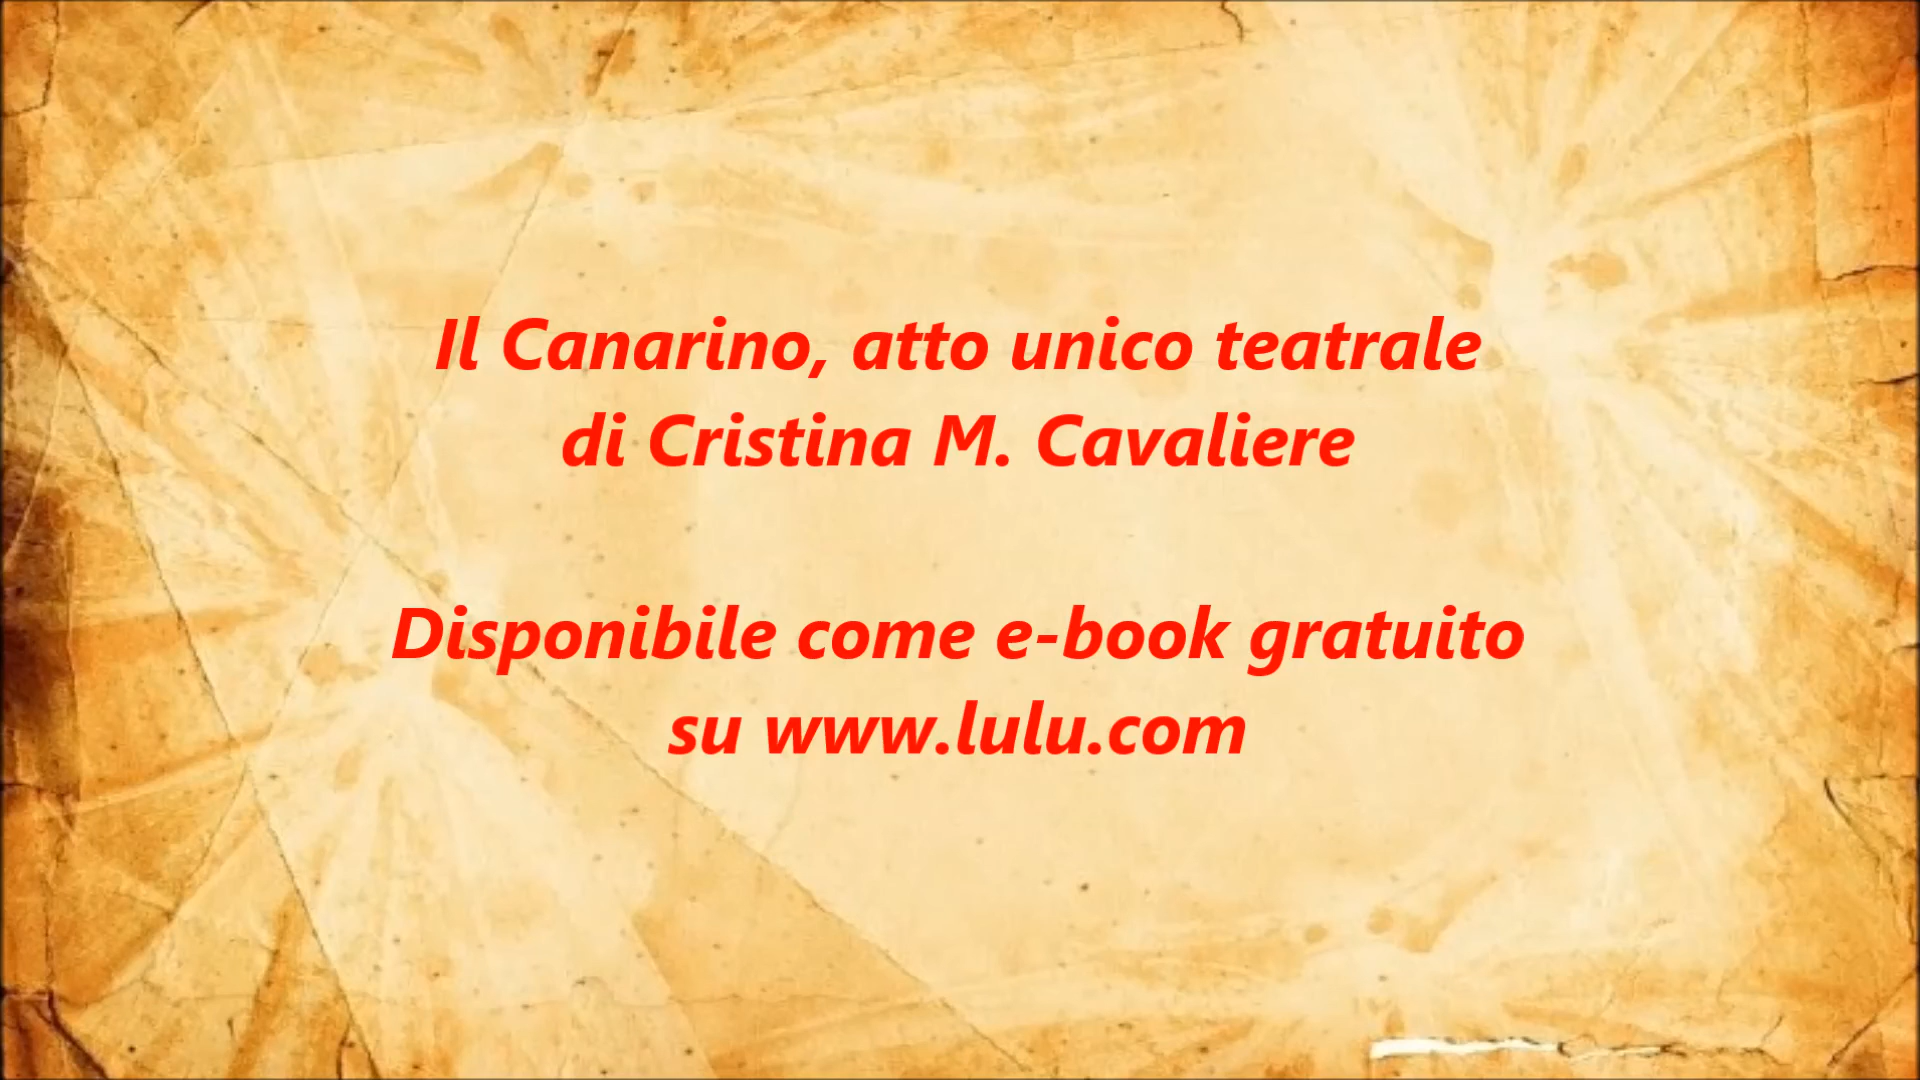 Il Canarino, atto unico teatrale
di Cristina M. Cavaliere
Disponibile come e-book gratuito
su www.lulu.com